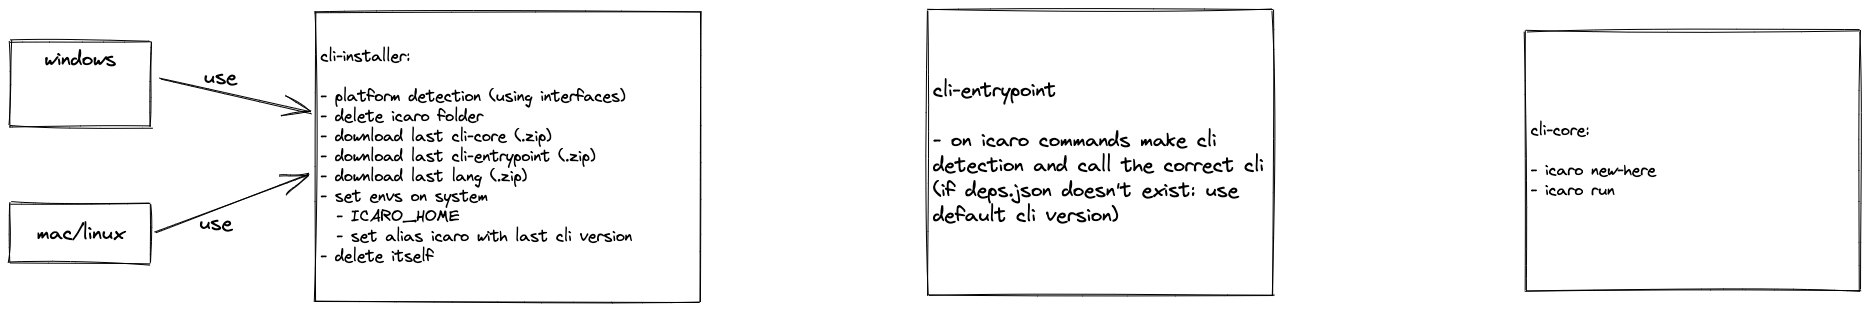 windows
use
mac/linux
use
cli-installer:
- platform detection (using interfaces)
- delete icaro folder
- download last cli-core (.zip)
- download last cli-entrypoint (.zip)
- download last lang (.zip)
- set envs on system
- ICARO_HOME
- set alias icaro with last cli version
- delete itself
cli-entrypoint
- on icaro commands make cli
detection and call the correct cli
(if deps.json doesn't exist: use
default cli version)
cli-core:
- icaro new-here
- icaro run